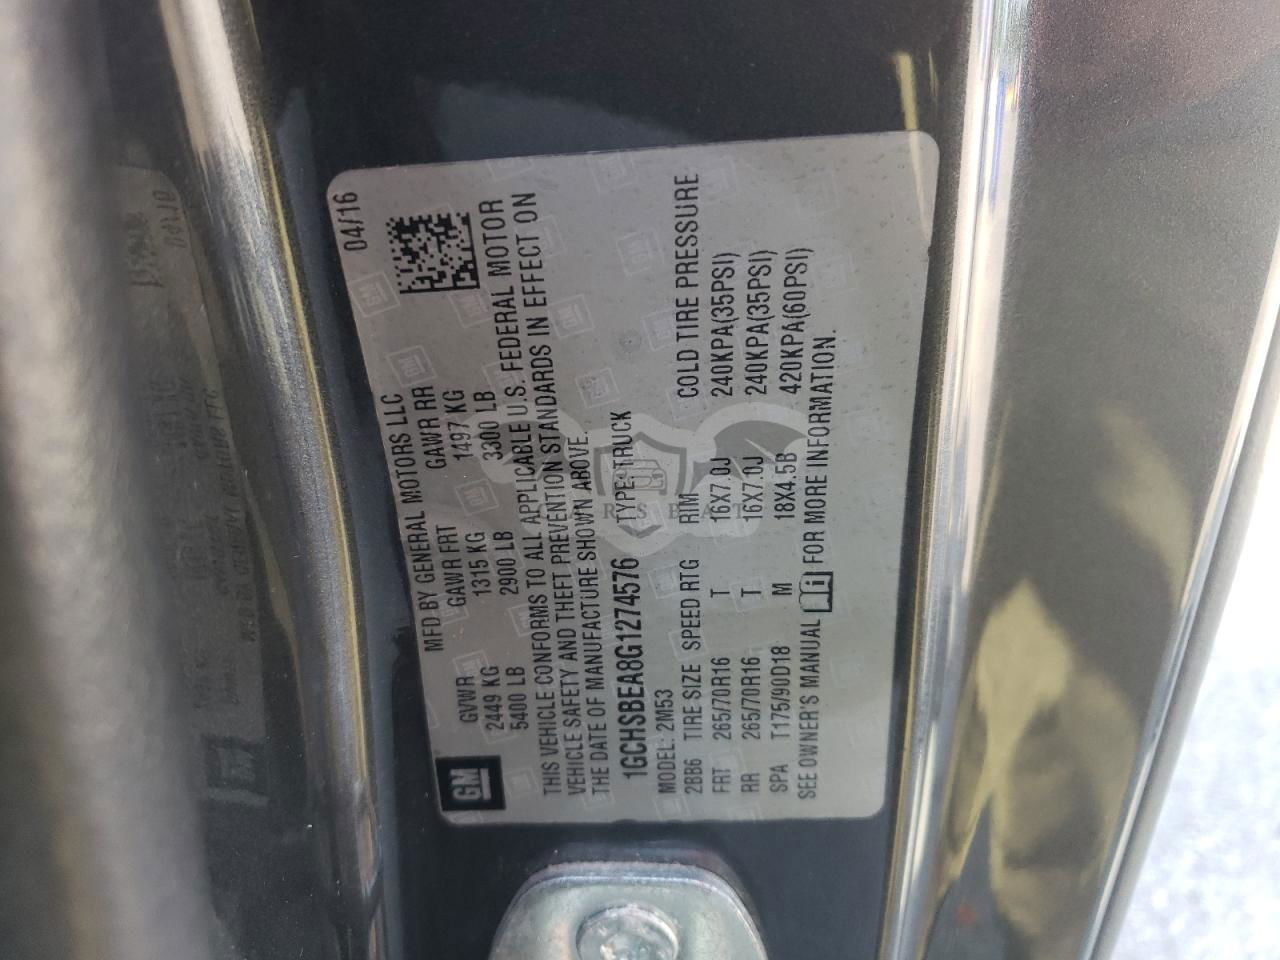 04/16
MFD BY GENERAL MOTORS LLC
GVWR GAWR FRT GAWR RR
2449 KG 1315 KG 1497 KG
5400 LB 2900 LB 3300 LB
THIS VEHICLE CONFORMS TO ALL APPLICABLE U.S. FEDERAL MOTOR
VEHICLE SAFETY AND THEFT PREVENTION STANDARDS IN EFFECT ON
THE DATE OF MANUFACTURE SHOWN ABOVE.
1GCHSBEA8G1274576 TYPE: TRUCK
MODEL: 2M53
2BB6 TIRE SIZE SPEED RTG RIM COLD TIRE PRESSURE
FRT 265/70R16 T 16X7.0J 240KPA(35PSI)
RR 265/70R16 T 16X7.0J 240KPA(35PSI)
SPA T175/90D18 M 18X4.5B 420KPA(60PSI)
SEE OWNER'S MANUAL FOR MORE INFORMATION.
GM